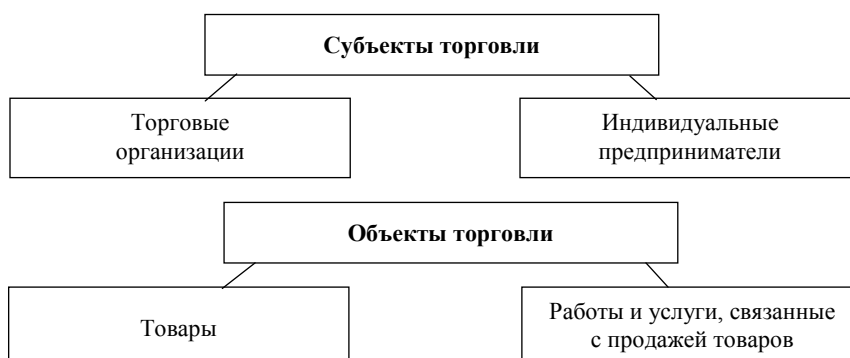 Субъекты торговли
Торговые
организации
Индивидуальные
предприниматели
Объекты торговли
Товары
Работы и услуги, связанные
с продажей товаров